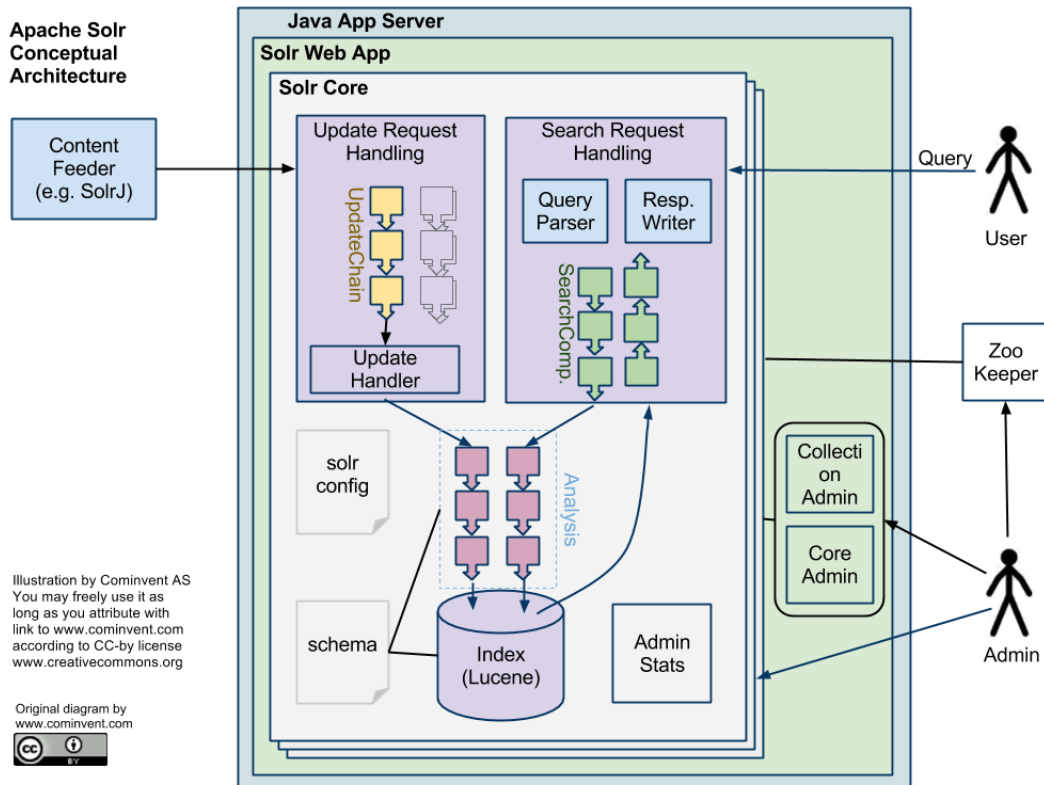 Apache Solr
Conceptual
Architecture
Java App Server
Solr Web App
Solr Core
Content
Feeder
(e.g. SolrJ)
Update Request
Handling
UpdateChain
Update
Handler
Search Request
Handling
Query
Parser
Resp.
Writer
SearchComp.
Query
User
Zoo
Keeper
solr
config
Analysis
Collecti
on Admin
Core
Admin
Admin
schema
Index
(Lucene)
Admin
Stats
Illustration by Cominvent AS
You may freely use it as
long as you attribute with
link to www.cominvent.com
according to CC-by license
www.creativecommons.org
Original diagram by
www.cominvent.com
cc
BY